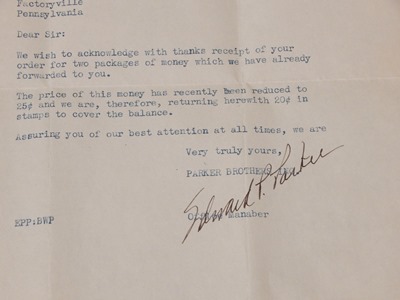 Factoryville
Pennsylvania
Dear Sir:
We wish to acknowledge with thanks receipt of your
order for two packages of money which we have already
forwarded to you.
The price of this money has recently been reduced to
25¢ and we are, therefore, returning herewith 20¢ in
stamps to cover the balance.
Assuring you of our best attention at all times, we are
Very truly yours,
PARKER BROTHERS INC
Edward P. Parker
manaber
EPP:BWP